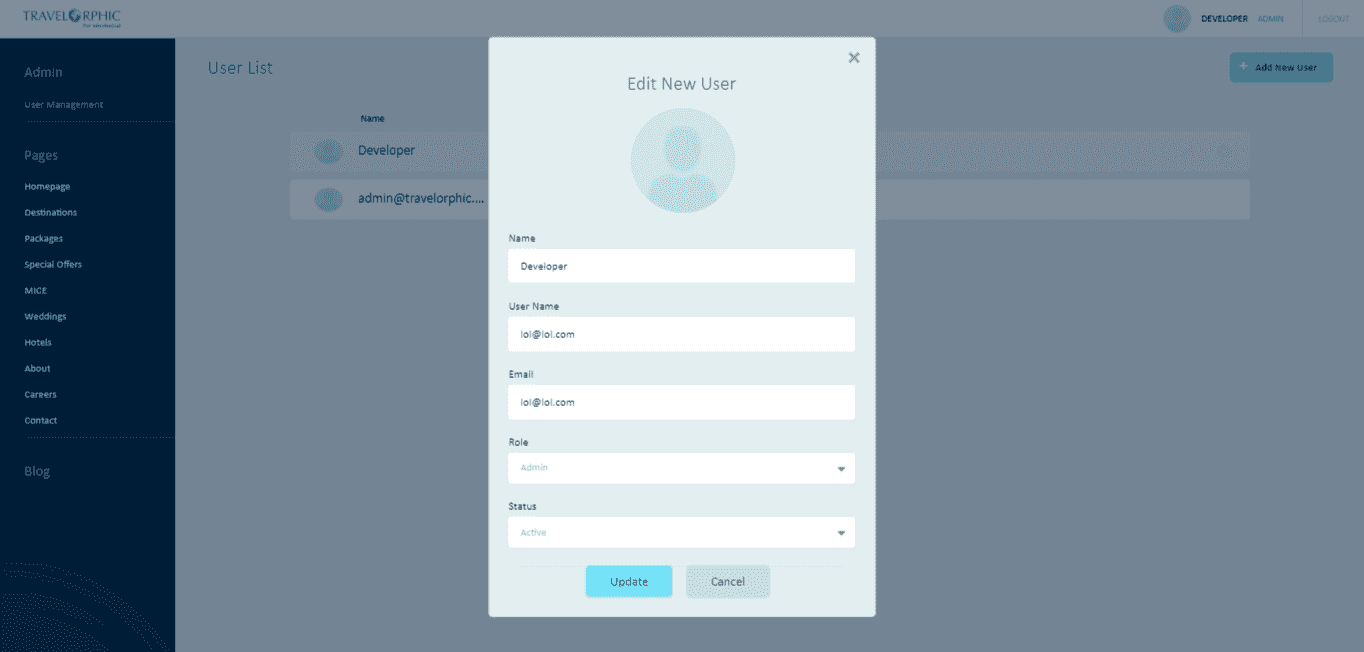 TRAVELORPHIC
DEVELOPER ADMIN
LOGOUT
Admin
User Management
Pages
Homepage
Destinations
Packages
Special Offers
MICE
Weddings
Hotels
About
Careers
Contact
Blog
User List
+ Add New User
Name
Developer
admin@travelorphic....
Edit New User
Name
Developer
User Name
lol@lol.com
Email
lol@lol.com
Role
Admin
Status
Active
Update
Cancel